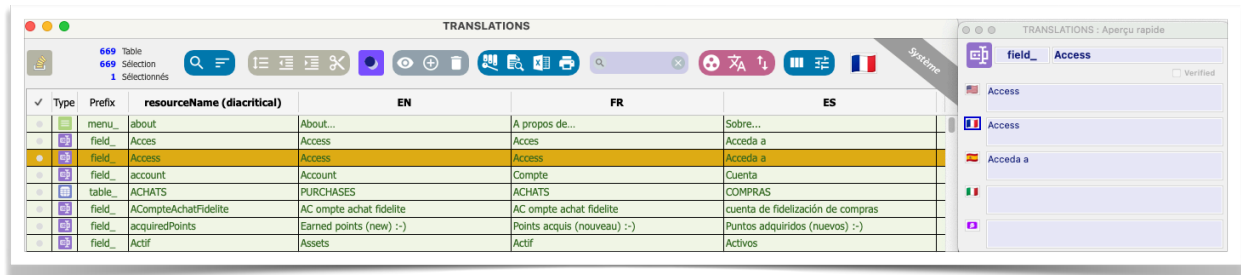 TRANSLATIONS
669 Table
669 Sélection
1 Sélectionnés
Système
✓ Type Prefix resourceName (diacritical) EN FR ES
menu_ about About... A propos de... Sobre...
field_ Acces Access Acces Acceda a
field_ Access Access Access Acceda a
field_ account Account Compte Cuenta
table_ ACHATS PURCHASES ACHATS COMPRAS
field_ ACompteAchatFidelite AC ompte achat fidelite AC ompte achat fidelite cuenta de fidelización de compras
field_ acquiredPoints Earned points (new) :-) Points acquis (nouveau) :-) Puntos adquiridos (nuevos) :-)
field_ Actif Assets Actif Activos
TRANSLATIONS : Aperçu rapide
field_ Access
Verified
Access
Access
Acceda a